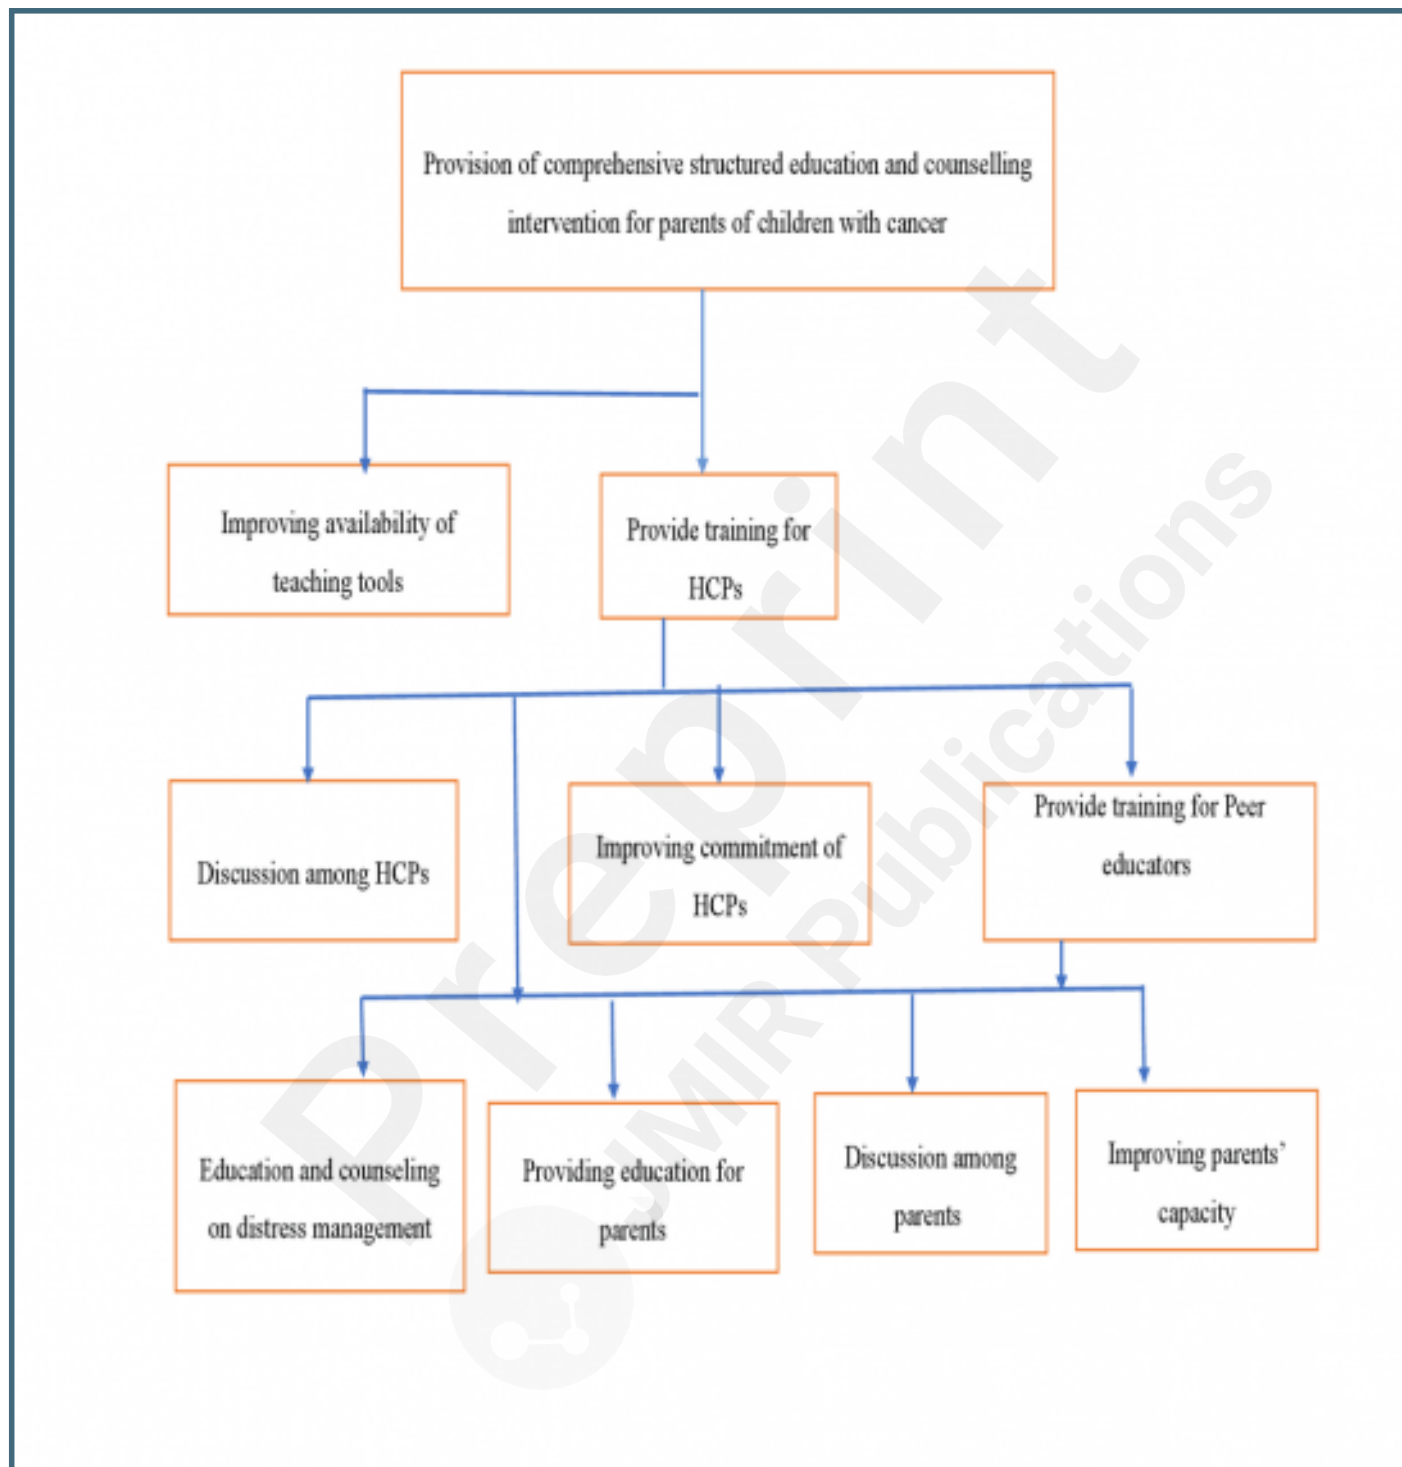 Provision of comprehensive structured education and counselling
intervention for parents of children with cancer
Improving availability of
teaching tools
Provide training for
HCPs
Discussion among HCPs
Improving commitment of
HCPs
Provide training for Peer
educators
Education and counseling
on distress management
Providing education for
parents
Discussion among
parents
Improving parents’
capacity
Preprint
JMIR Publications